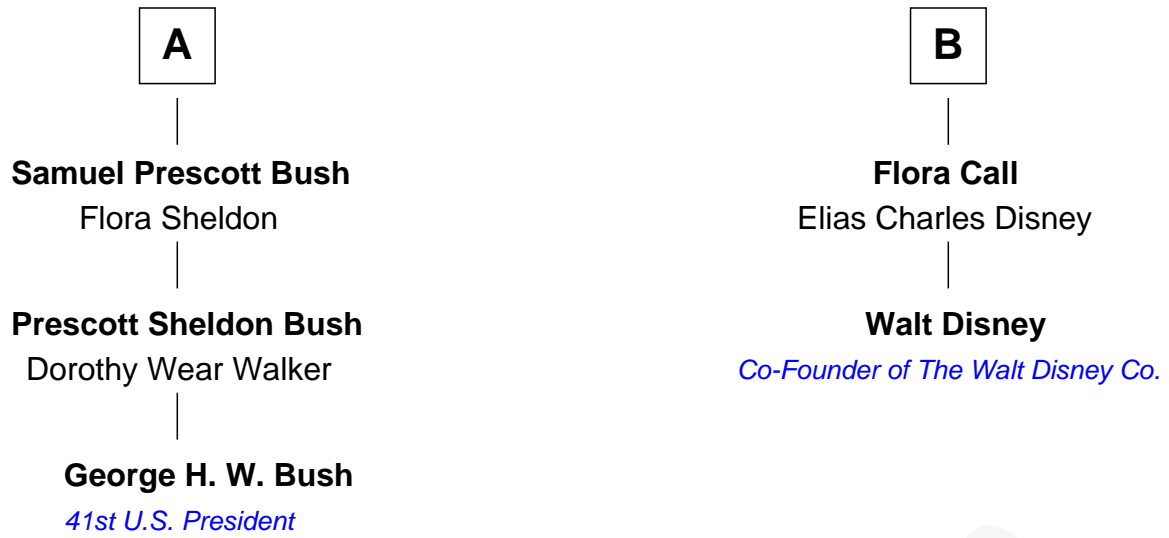 A
Samuel Prescott Bush
Flora Sheldon
Prescott Sheldon Bush
Dorothy Wear Walker
George H. W. Bush
41st U.S. President
B
Flora Call
Elias Charles Disney
Walt Disney
Co-Founder of The Walt Disney Co.